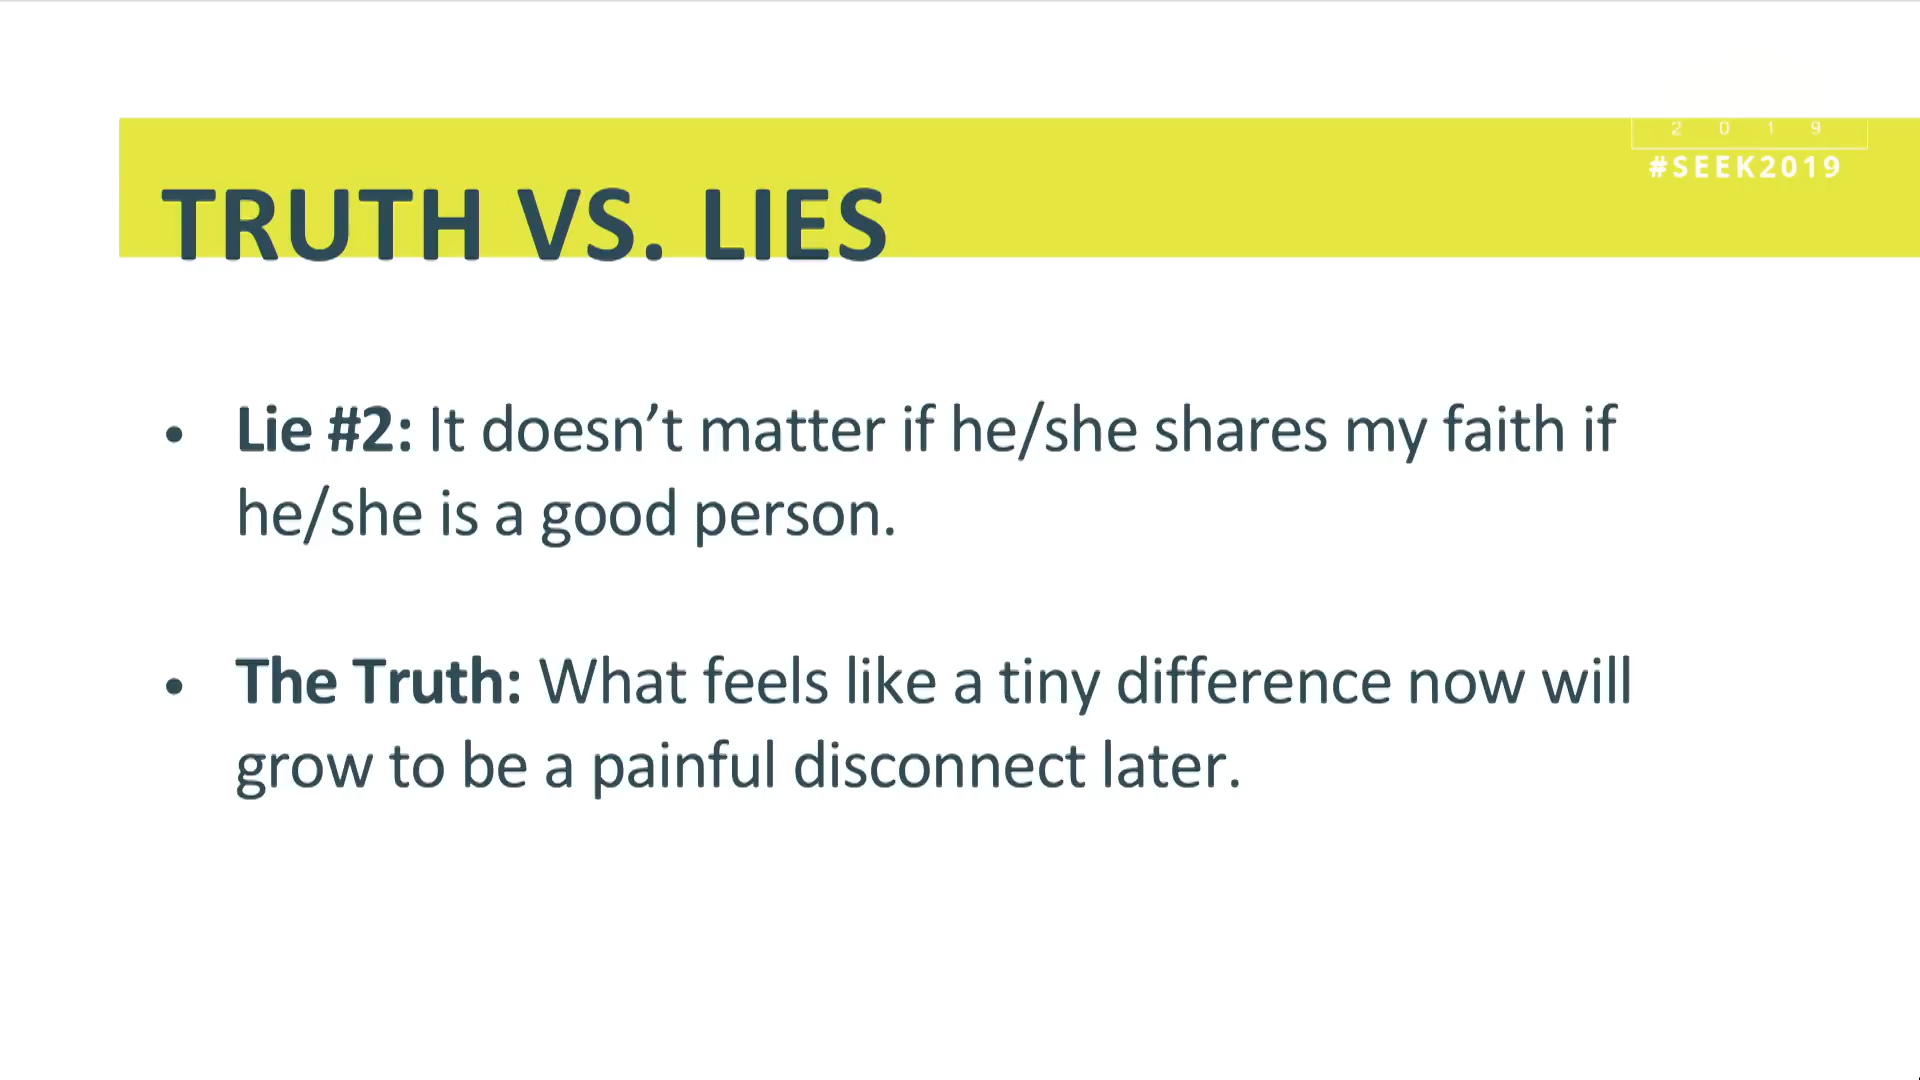 2 0 1 9
#SEEK2019
TRUTH VS. LIES
• Lie #2: It doesn’t matter if he/she shares my faith if
he/she is a good person.
• The Truth: What feels like a tiny difference now will
grow to be a painful disconnect later.